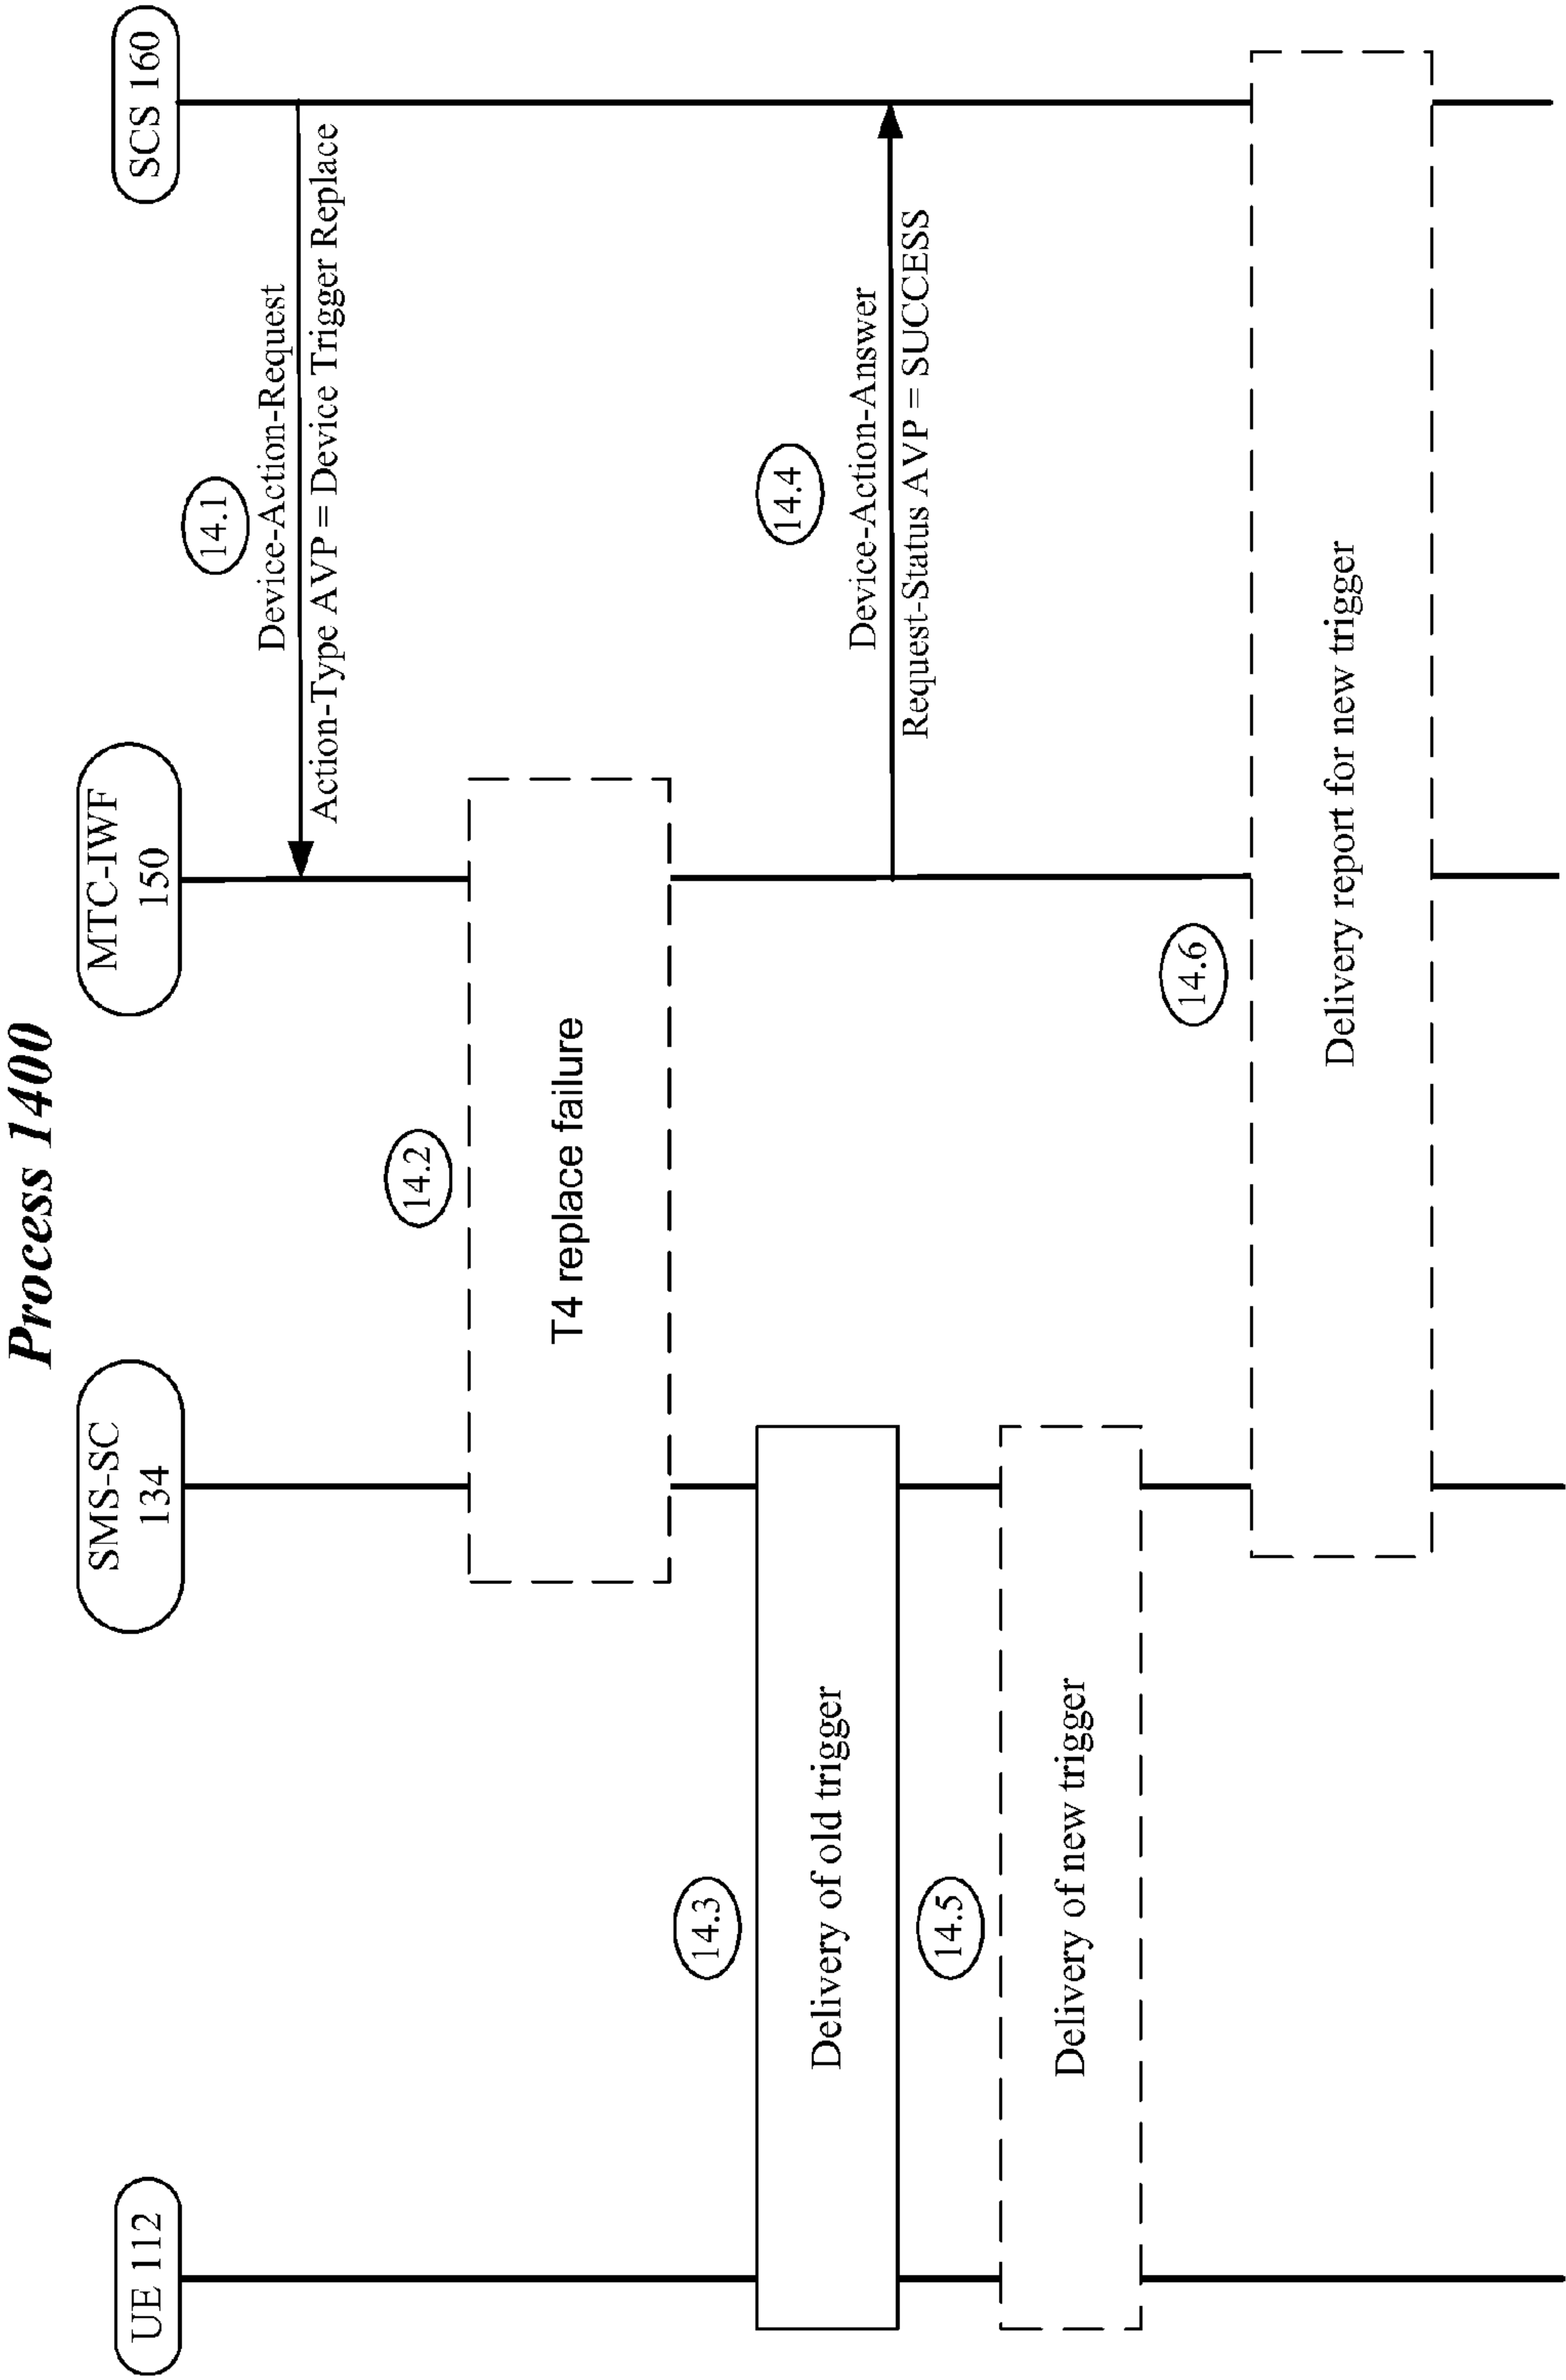 Process 1400
UE 112
SMS-SC
134
MTC-IWF
150
SCS 160
14.1
Device-Action-Request
Action-Type AVP = Device Trigger Replace
14.2
T4 replace failure
14.3
Delivery of old trigger
14.4
Device-Action-Answer
Request-Status AVP = SUCCESS
14.5
Delivery of new trigger
14.6
Delivery report for new trigger